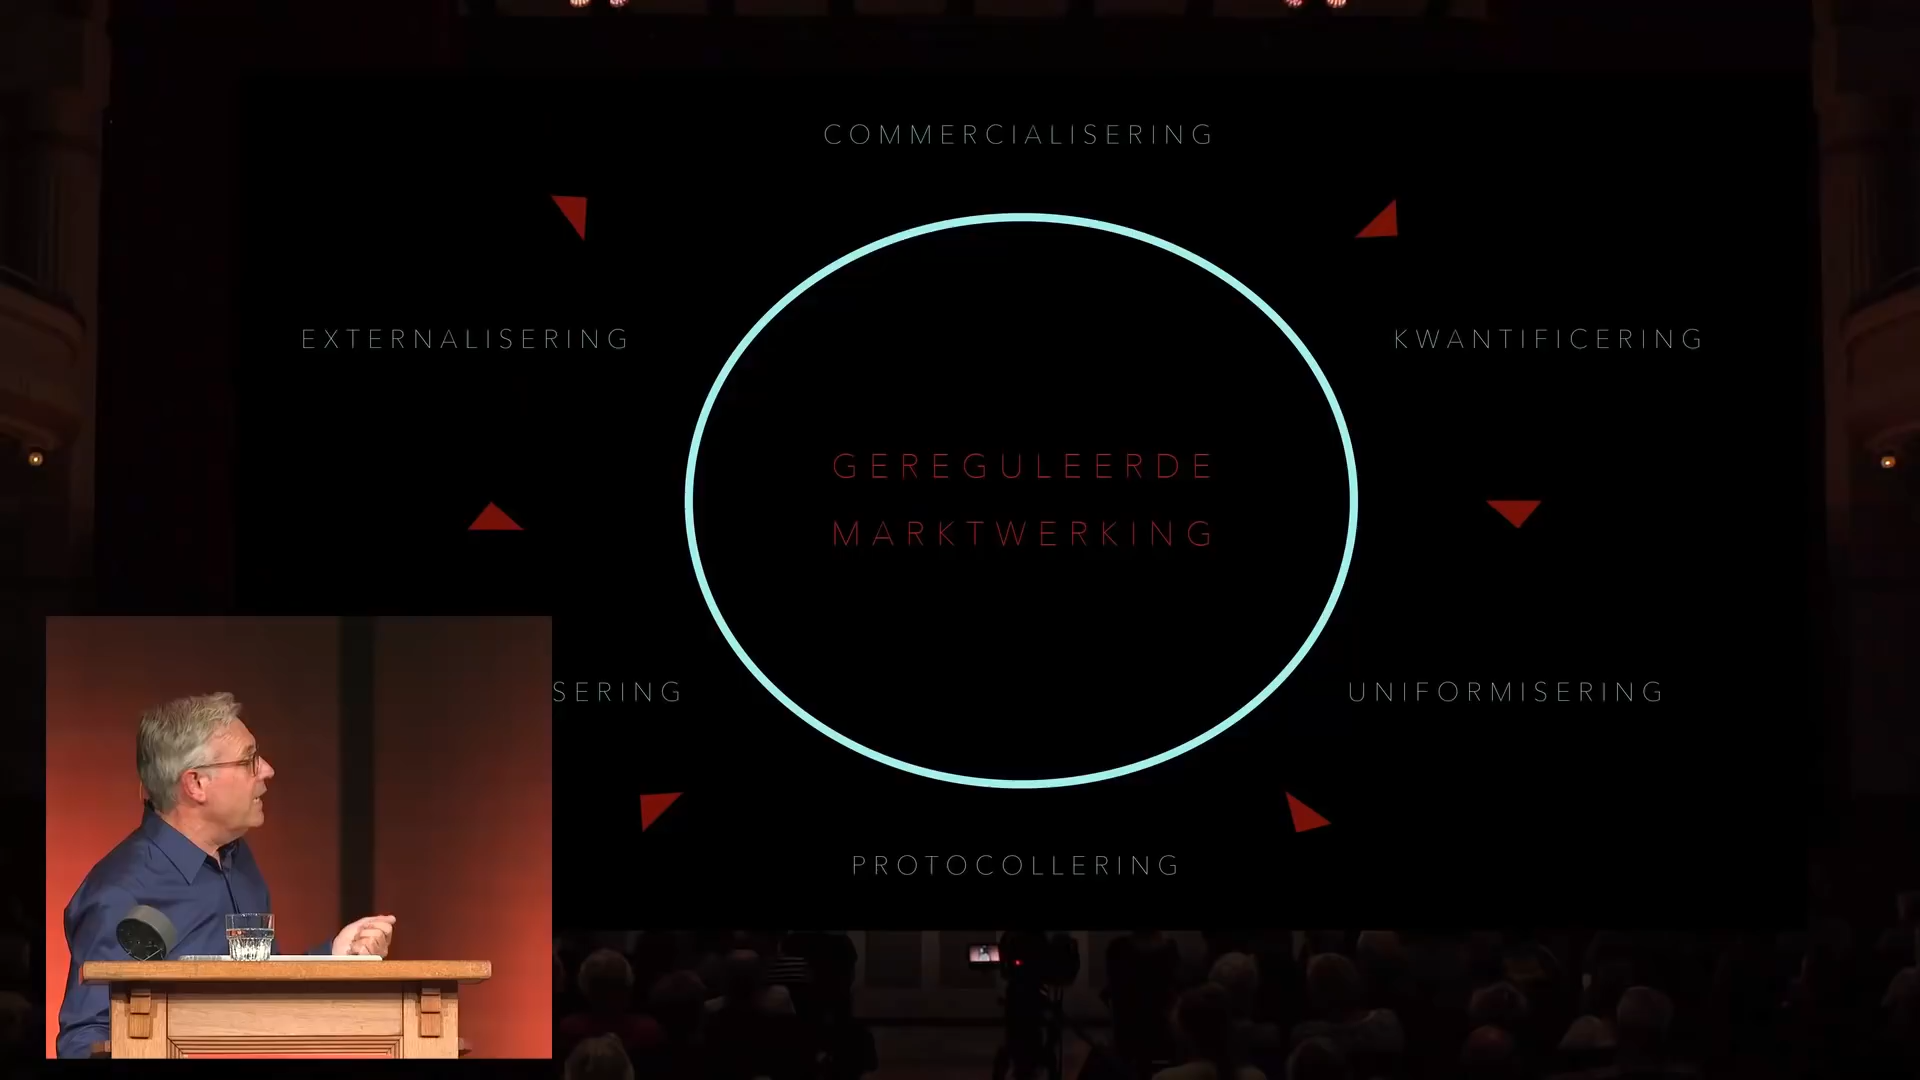 COMMERCIALISERING
EXTERNALISERING
KWANTIFICERING
GEREGULEERDE
MARKTWERKING
SERING
UNIFORMISERING
PROTOCOLLERING